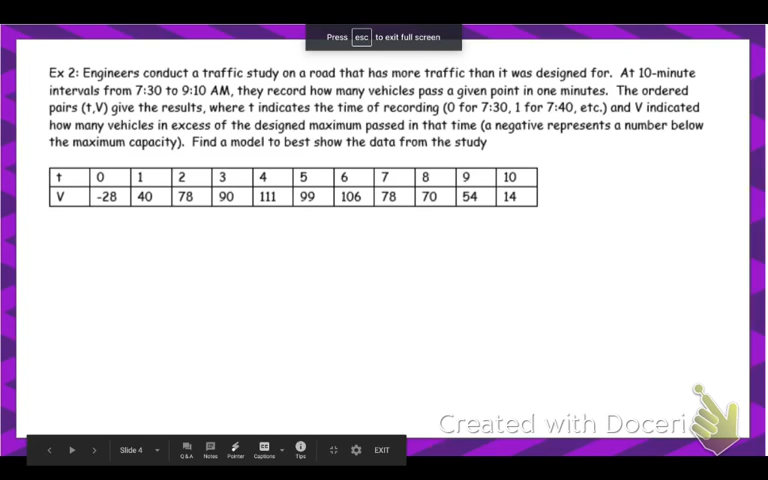 Press esc to exit full screen
Ex 2: Engineers conduct a traffic study on a road that has more traffic than it was designed for. At 10-minute
intervals from 7:30 to 9:10 AM, they record how many vehicles pass a given point in one minutes. The ordered
pairs (t,V) give the results, where t indicates the time of recording (0 for 7:30, 1 for 7:40, etc.) and V indicated
how many vehicles in excess of the designed maximum passed in that time (a negative represents a number below
the maximum capacity). Find a model to best show the data from the study
t 0 1 2 3 4 5 6 7 8 9 10
V -28 40 78 90 111 99 106 78 70 54 14
Created with Doceri
Slide 4 Q&A Notes Pointer Captions Tips EXIT